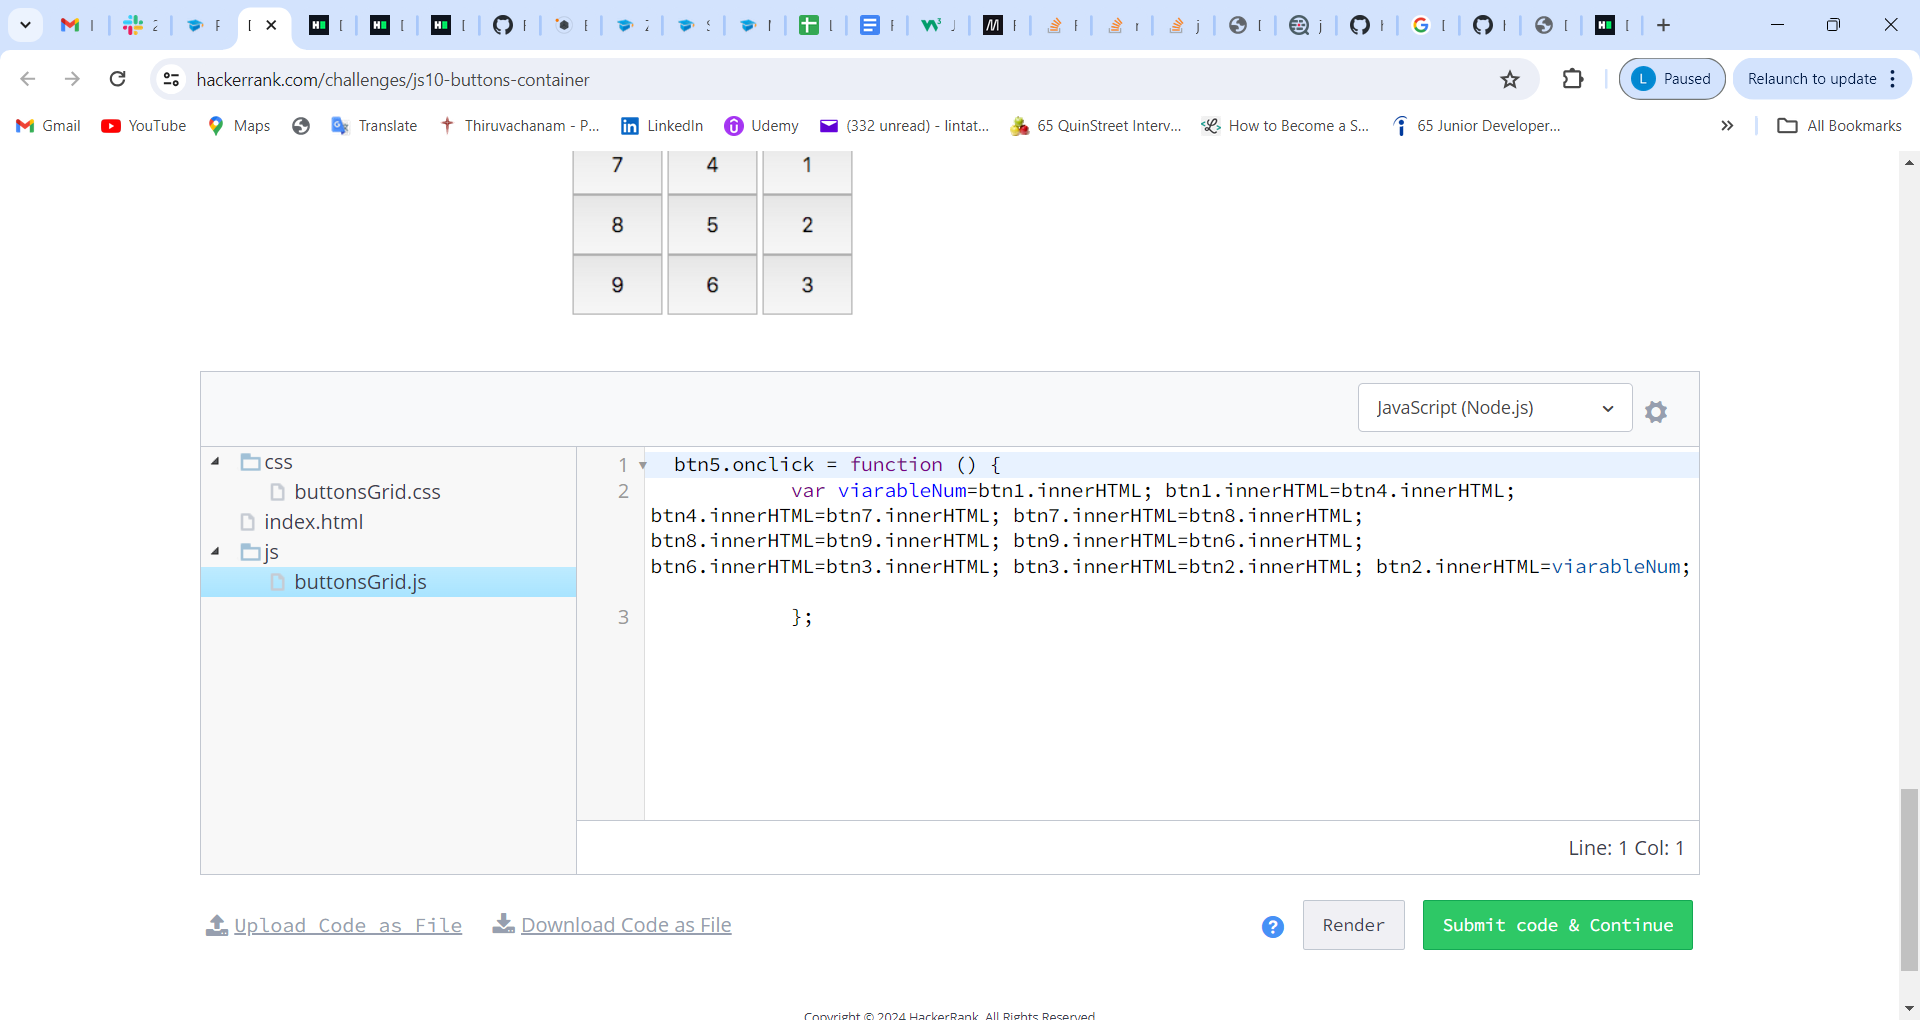 hackerrank.com/challenges/js10-buttons-container
L Paused
Relaunch to update
Gmail
YouTube
Maps
Translate
Thiruvachanam - P...
LinkedIn
Udemy
(332 unread) - lintat...
65 QuinStreet Interv...
How to Become a S...
65 Junior Developer...
All Bookmarks
7 4 1
8 5 2
9 6 3
JavaScript (Node.js)
css
buttonsGrid.css
index.html
js
buttonsGrid.js
1 btn5.onclick = function () {
2 var viarableNum=btn1.innerHTML; btn1.innerHTML=btn4.innerHTML;
btn4.innerHTML=btn7.innerHTML; btn7.innerHTML=btn8.innerHTML;
btn8.innerHTML=btn9.innerHTML; btn9.innerHTML=btn6.innerHTML;
btn6.innerHTML=btn3.innerHTML; btn3.innerHTML=btn2.innerHTML; btn2.innerHTML=viarableNum;
3 };
Line: 1 Col: 1
Upload Code as File
Download Code as File
?
Render
Submit code & Continue
Copyright © 2024 HackerRank. All Rights Reserved